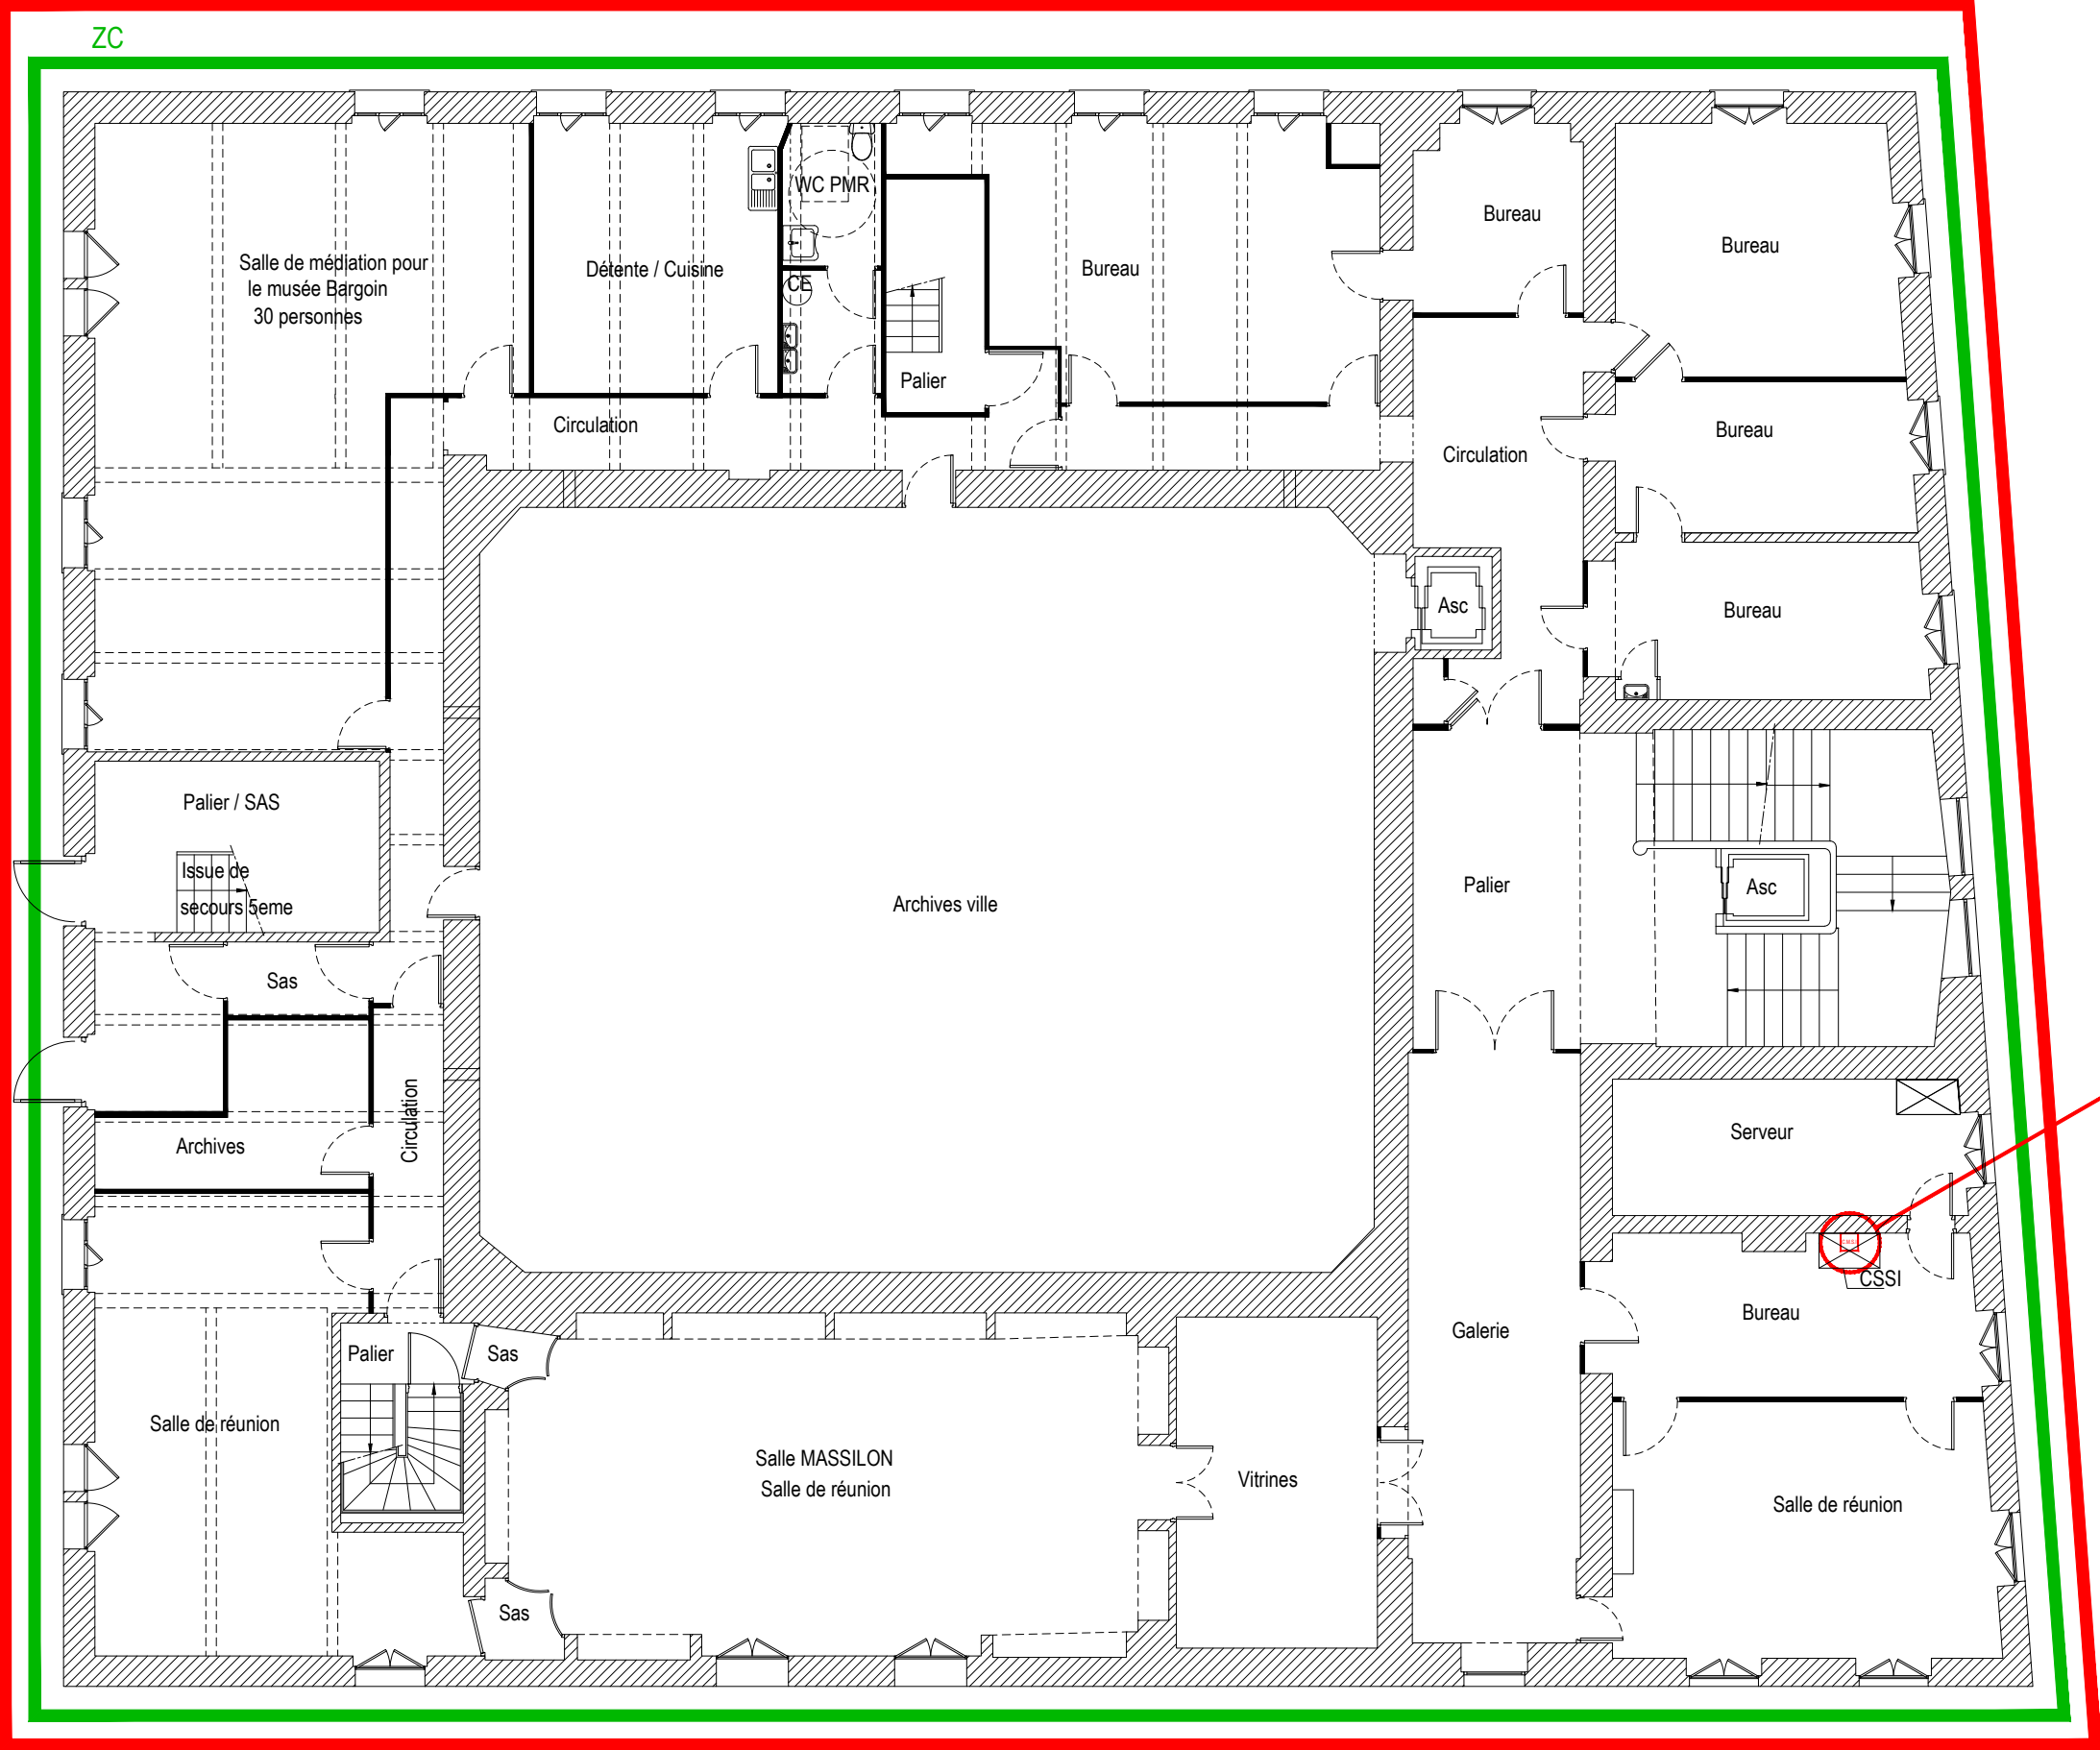 ZC
WC PMR
Bureau
Bureau
Salle de médiation pour
le musée Bargoin
30 personnes
Détente / Cuisine
CE
Bureau
Palier
Circulation
Circulation
Bureau
Asc
Bureau
Palier / SAS
Issue de
secours 5eme
Archives ville
Palier
Asc
Sas
Circulation
Archives
Serveur
CSSI
Bureau
Galerie
Palier
Sas
Salle de réunion
Salle MASSILON
Salle de réunion
Vitrines
Salle de réunion
Sas